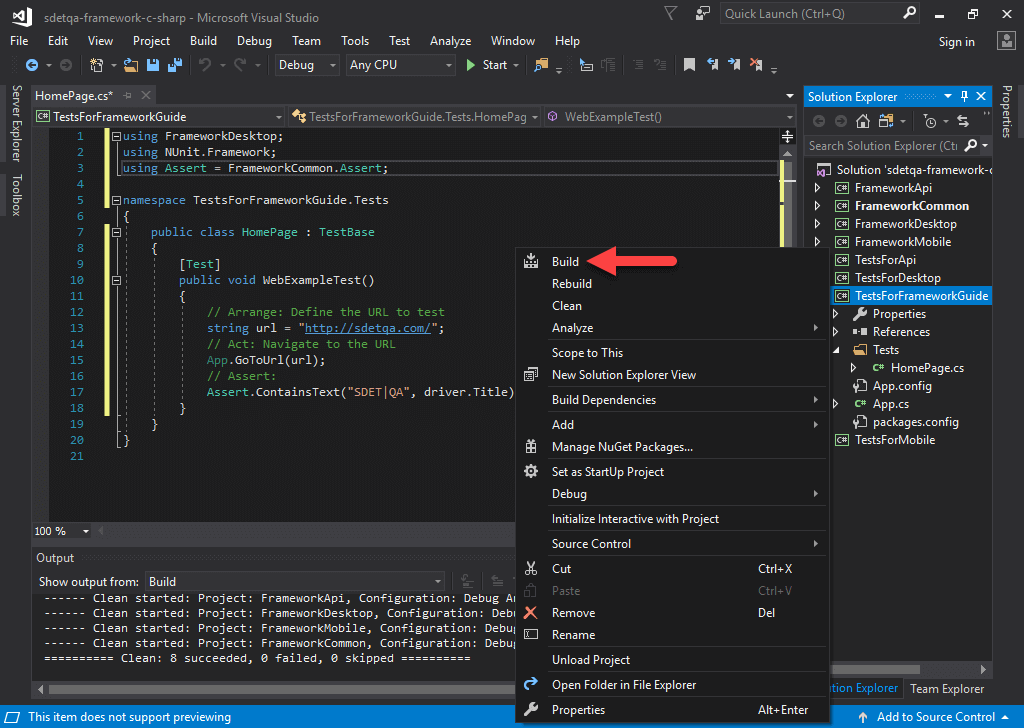 sdetqa-framework-c-sharp - Microsoft Visual Studio
Quick Launch (Ctrl+Q)
File Edit View Project Build Debug Team Tools Test Analyze Window Help
Sign in
Debug Any CPU Start
Server Explorer
Toolbox
HomePage.cs*
TestsForFrameworkGuide TestsForFrameworkGuide.Tests.HomePag WebExampleTest()
1 using FrameworkDesktop;
2 using NUnit.Framework;
3 using Assert = FrameworkCommon.Assert;
4
5 namespace TestsForFrameworkGuide.Tests
6 {
7 public class HomePage : TestBase
8 {
9 [Test]
10 public void WebExampleTest()
11 {
12 // Arrange: Define the URL to test
13 string url = "http://sdetqa.com/";
14 // Act: Navigate to the URL
15 App.GoToUrl(url);
16 // Assert:
17 Assert.ContainsText("SDET|QA", driver.Title)
18 }
19 }
20 }
21
100 %
Output
Show output from: Build
------ Clean started: Project: FrameworkApi, Configuration: Debug An
------ Clean started: Project: FrameworkDesktop, Configuration: Deb
------ Clean started: Project: FrameworkMobile, Configuration: Debug
------ Clean started: Project: FrameworkCommon, Configuration: Debug
========== Clean: 8 succeeded, 0 failed, 0 skipped ==========
Build
Rebuild
Clean
Analyze
Scope to This
New Solution Explorer View
Build Dependencies
Add
Manage NuGet Packages...
Set as StartUp Project
Debug
Initialize Interactive with Project
Source Control
Cut Ctrl+X
Paste Ctrl+V
Remove Del
Rename
Unload Project
Open Folder in File Explorer
Properties Alt+Enter
Solution Explorer
Search Solution Explorer (Ctı
Solution 'sdetqa-framework-c
FrameworkApi
FrameworkCommon
FrameworkDesktop
FrameworkMobile
TestsForApi
TestsForDesktop
TestsForFrameworkGuide
Properties
References
Tests
HomePage.cs
App.config
App.cs
packages.config
TestsForMobile
ution Explorer Team Explorer
Properties
This item does not support previewing
Add to Source Control